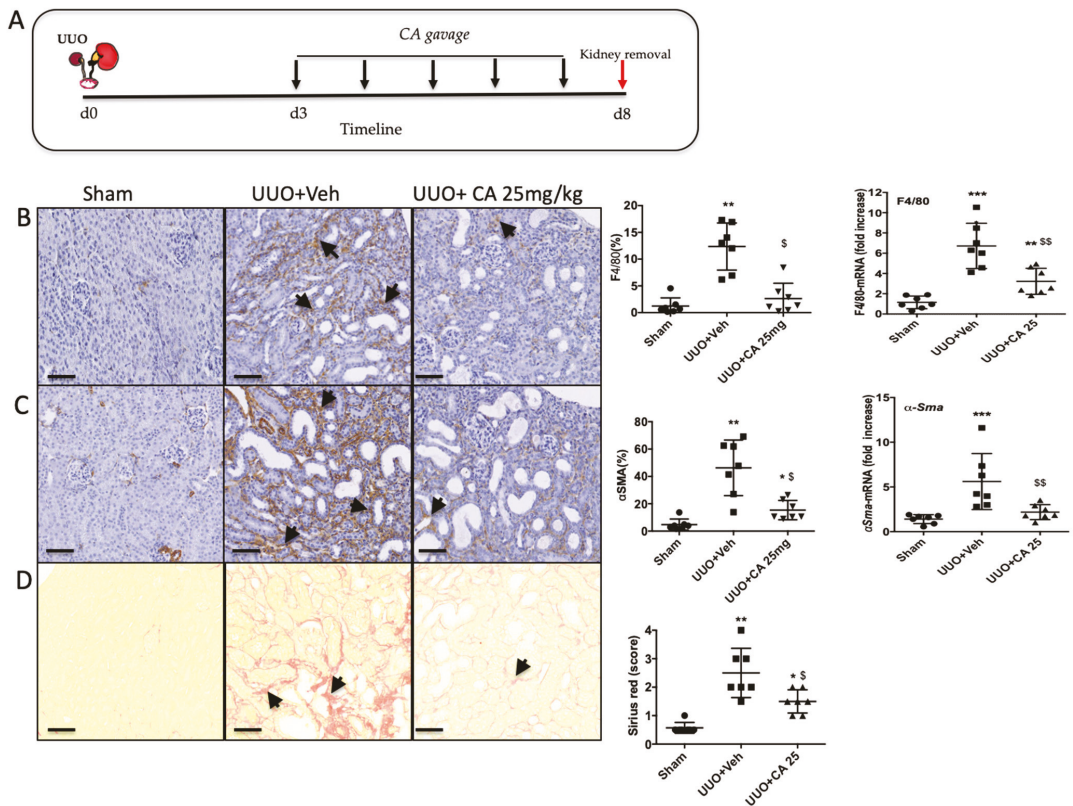 A
UUO
CA gavage
Kidney removal
d0
d3
d8
Timeline
Sham
UUO+Veh
UUO+ CA 25mg/kg
B
F4/80(%)
20
15
10
5
0
**
$
Sham
UUO+Veh
UUO+CA 25mg
F4/80-mRNA (fold increase)
12
10
8
6
4
2
0
F4/80
***
** $$
Sham
UUO+Veh
UUO+CA 25
C
αSMA(%)
80
60
40
20
0
**
* $
Sham
UUO+Veh
UUO+CA 25mg
αSma-mRNA (fold increase)
15
10
5
0
α-Sma
***
$$
Sham
UUO+Veh
UUO+CA 25
D
Sirius red (score)
4
3
2
1
0
**
* $
Sham
UUO+Veh
UUO+CA 25